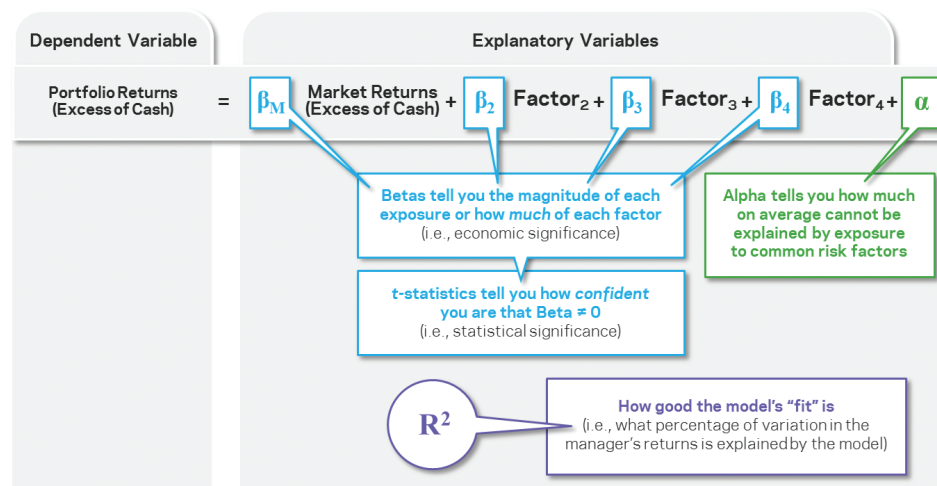 Dependent Variable
Explanatory Variables
Portfolio Returns
(Excess of Cash)
= β_M Market Returns
(Excess of Cash) + β₂ Factor₂ + β₃ Factor₃ + β₄ Factor₄ + α
Betas tell you the magnitude of each
exposure or how much of each factor
(i.e., economic significance)
Alpha tells you how much
on average cannot be
explained by exposure
to common risk factors
t-statistics tell you how confident
you are that Beta ≠ 0
(i.e., statistical significance)
R²
How good the model’s “fit” is
(i.e., what percentage of variation in the
manager’s returns is explained by the model)